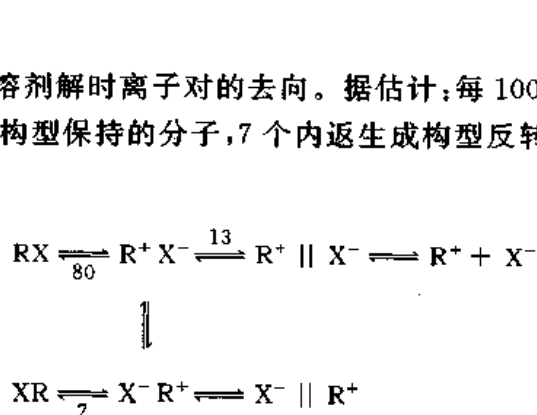 溶剂解时离子对的去向。据估计:每 100
构型保持的分子,7 个内返生成构型反转
13
RX ⇌ R⁺ X⁻ ⇌ R⁺ || X⁻ ⇌ R⁺ + X⁻
80
⇌
XR ⇌ X⁻ R⁺ ⇌ X⁻ || R⁺
7